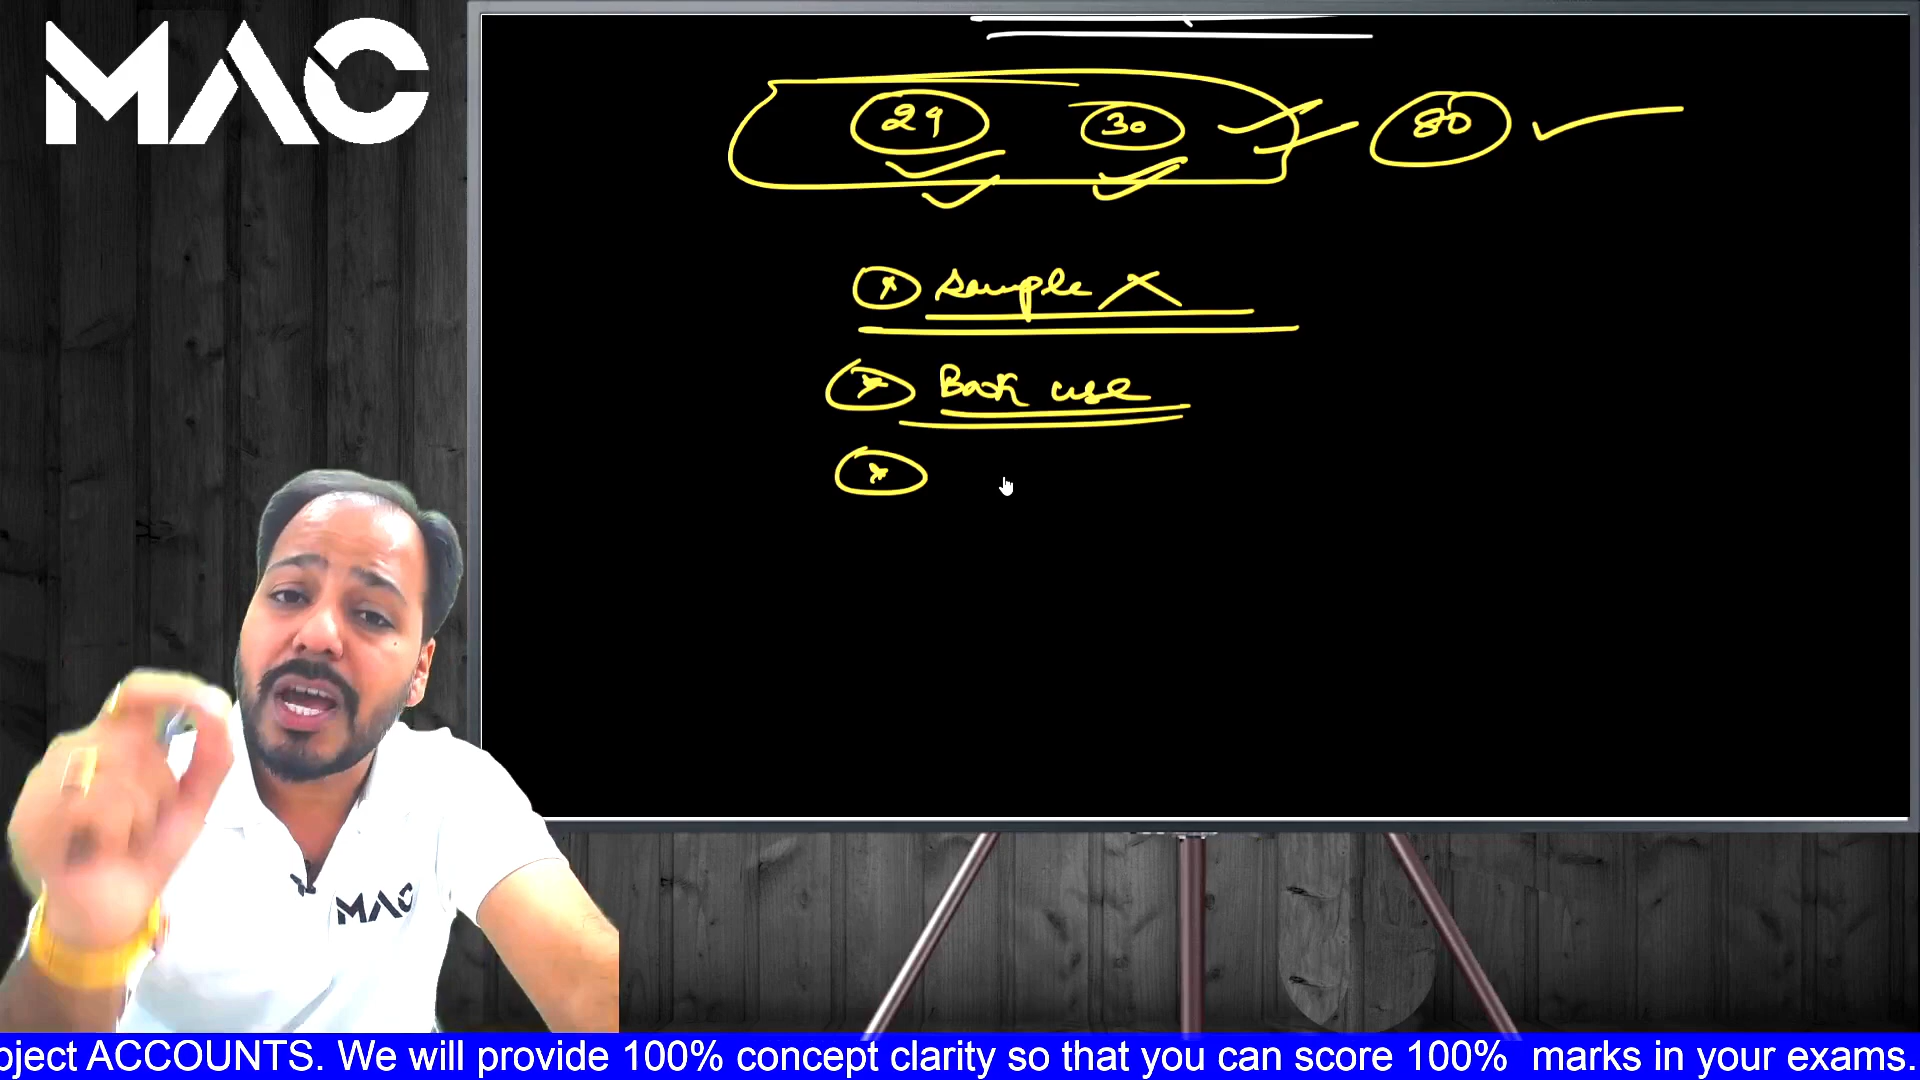 MAC
29 30 80
Sample
Back use
MAC
oject ACCOUNTS. We will provide 100% concept clarity so that you can score 100% marks in your exams.